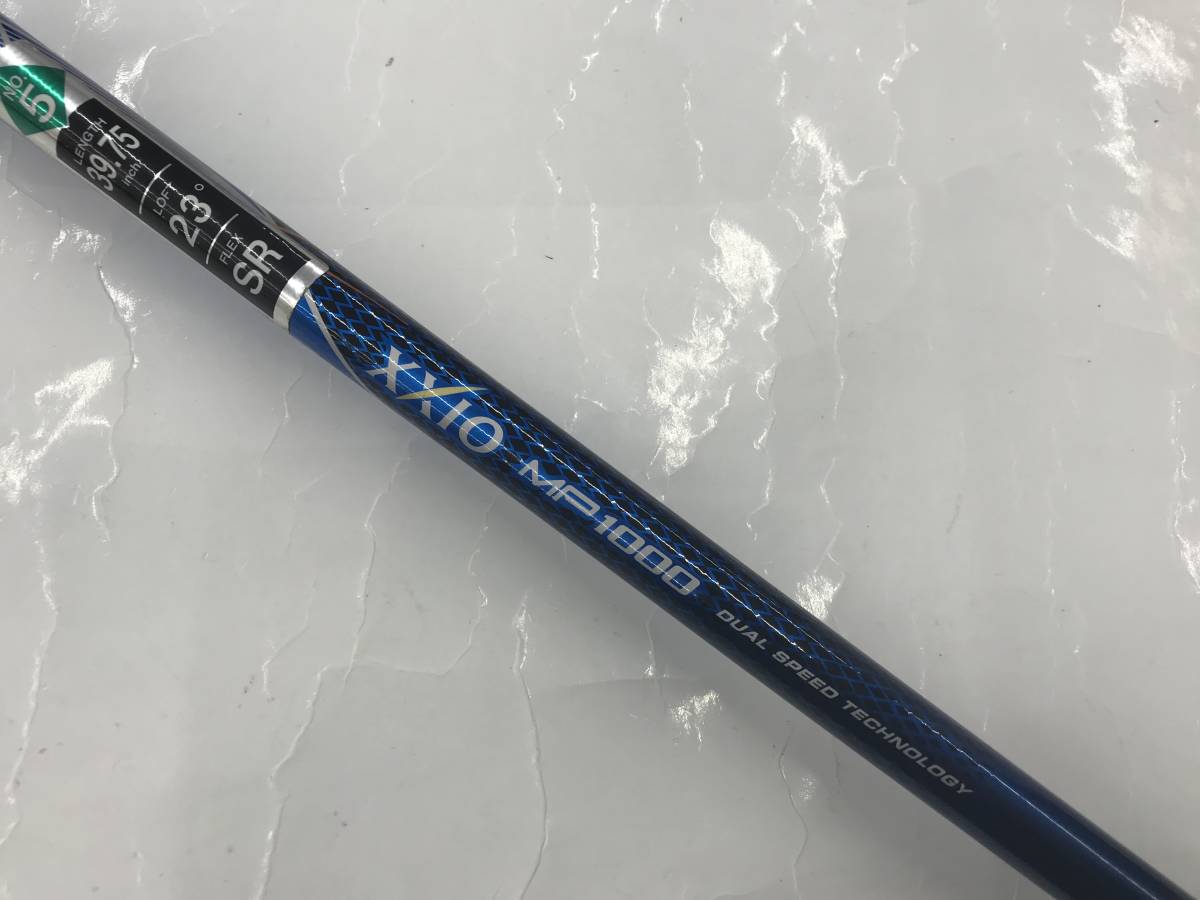 NO.
5
LENGTH
39.75
inch
LOFT
23°
FLEX
SR
XXIO MP1000 DUAL SPEED TECHNOLOGY